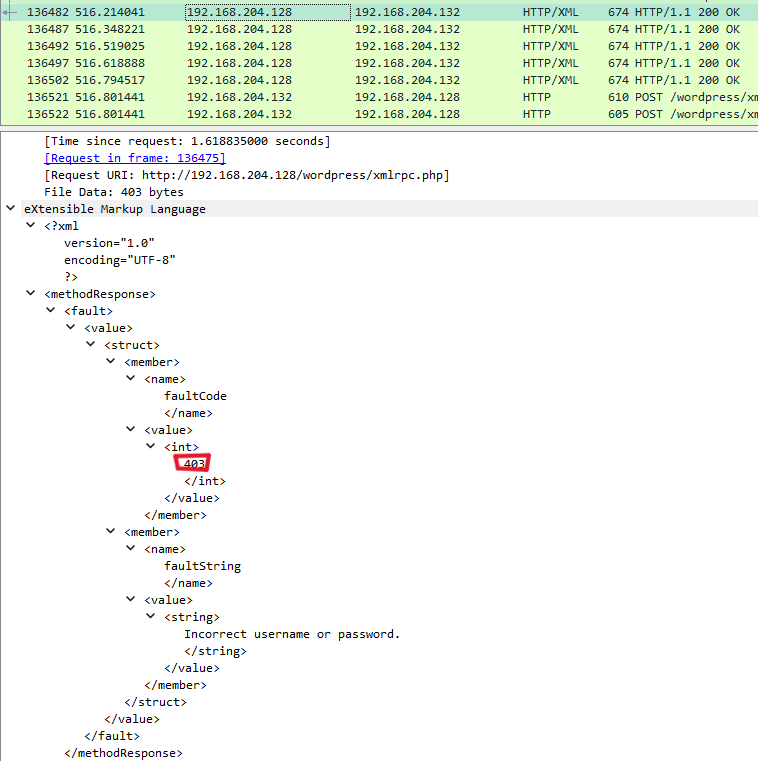 136482 516.214041 192.168.204.128 192.168.204.132 HTTP/XML 674 HTTP/1.1 200 OK
136487 516.348221 192.168.204.128 192.168.204.132 HTTP/XML 674 HTTP/1.1 200 OK
136492 516.519025 192.168.204.128 192.168.204.132 HTTP/XML 674 HTTP/1.1 200 OK
136497 516.618888 192.168.204.128 192.168.204.132 HTTP/XML 674 HTTP/1.1 200 OK
136502 516.794517 192.168.204.128 192.168.204.132 HTTP/XML 674 HTTP/1.1 200 OK
136521 516.801441 192.168.204.132 192.168.204.128 HTTP 610 POST /wordpress/xm
136522 516.801441 192.168.204.132 192.168.204.128 HTTP 605 POST /wordpress/xm
[Time since request: 1.618835000 seconds]
[Request in frame: 136475]
[Request URI: http://192.168.204.128/wordpress/xmlrpc.php]
File Data: 403 bytes
eXtensible Markup Language
<?xml
version="1.0"
encoding="UTF-8"
?>
<methodResponse>
<fault>
<value>
<struct>
<member>
<name>
faultCode
</name>
<value>
<int>
403
</int>
</value>
</member>
<member>
<name>
faultString
</name>
<value>
<string>
Incorrect username or password.
</string>
</value>
</member>
</struct>
</value>
</fault>
</methodResponse>